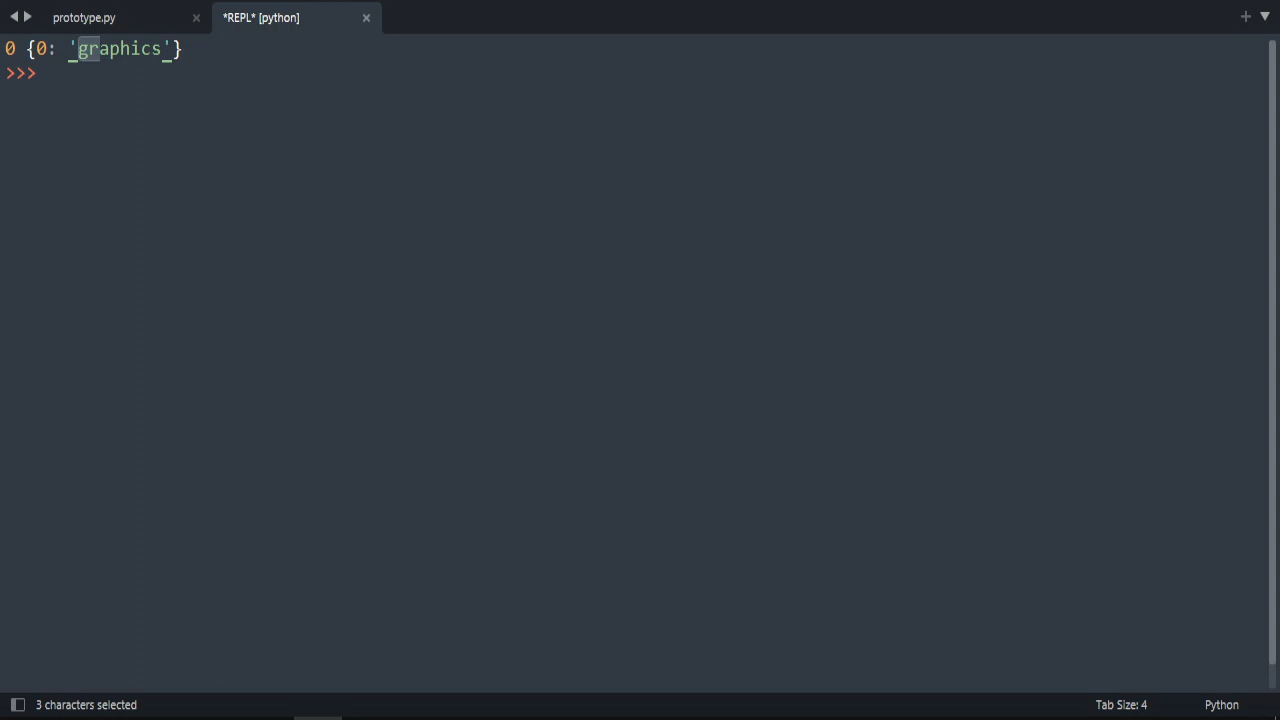 prototype.py
*REPL* [python]
0 {0: 'graphics'}
>>>
3 characters selected
Tab Size: 4
Python